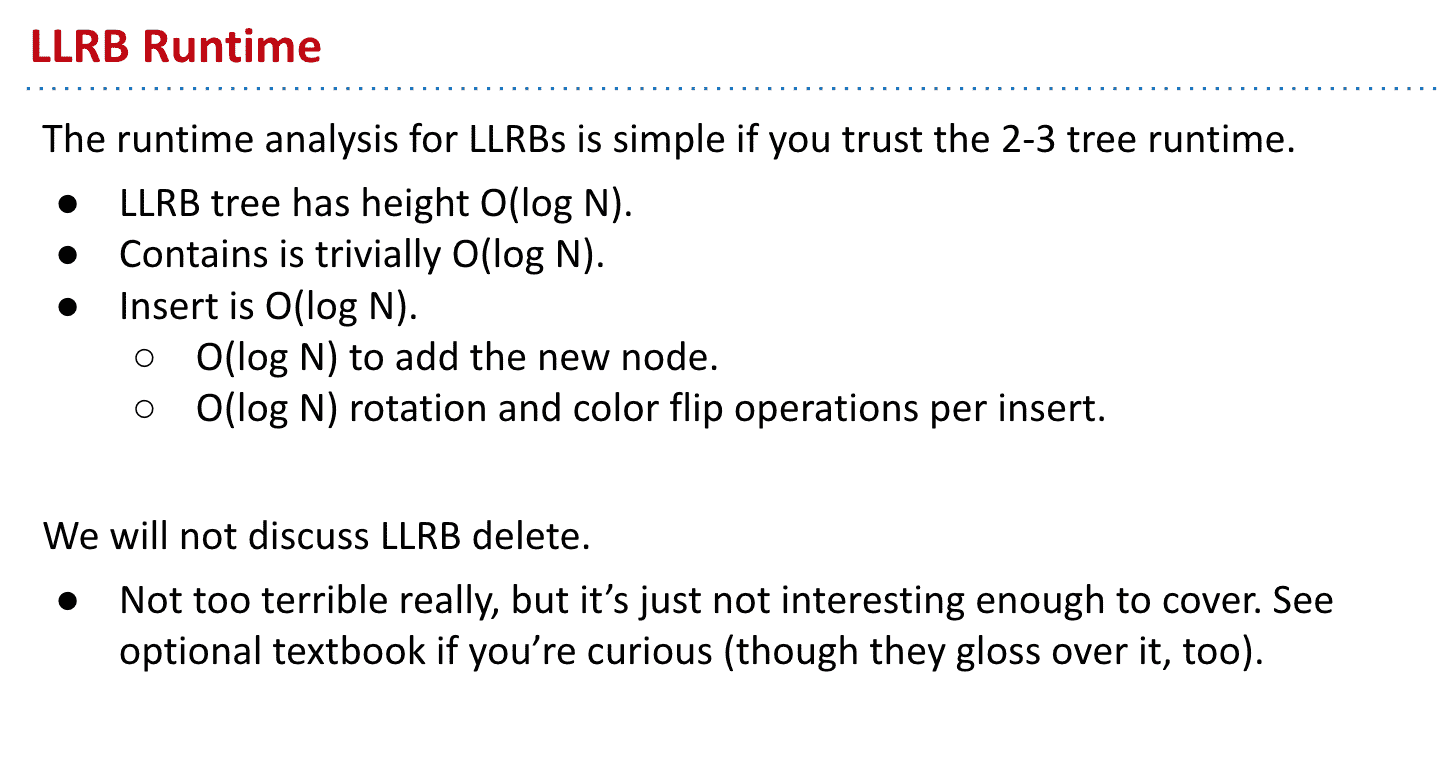 LLRB Runtime
The runtime analysis for LLRBs is simple if you trust the 2-3 tree runtime.
● LLRB tree has height O(log N).
● Contains is trivially O(log N).
● Insert is O(log N).
○ O(log N) to add the new node.
○ O(log N) rotation and color flip operations per insert.
We will not discuss LLRB delete.
● Not too terrible really, but it’s just not interesting enough to cover. See
optional textbook if you’re curious (though they gloss over it, too).